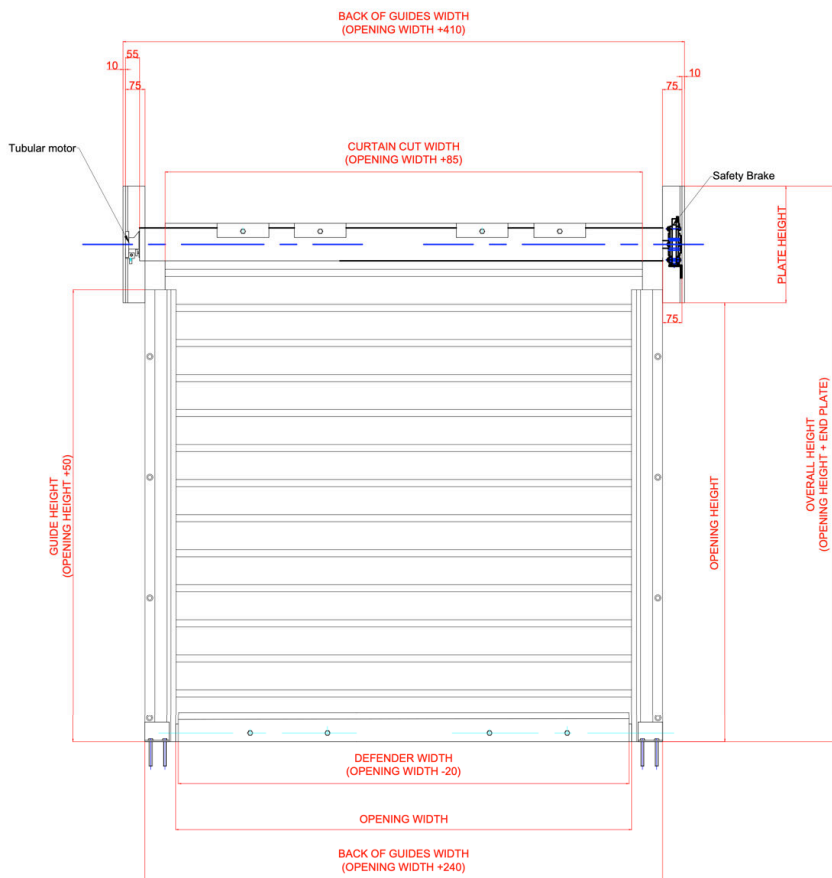 BACK OF GUIDES WIDTH
(OPENING WIDTH +410)
55
10
10
75
75
CURTAIN CUT WIDTH
(OPENING WIDTH +85)
Tubular motor
Safety Brake
PLATE HEIGHT
75
GUIDE HEIGHT
(OPENING HEIGHT +50)
OPENING HEIGHT
OVERALL HEIGHT
(OPENING HEIGHT + END PLATE)
DEFENDER WIDTH
(OPENING WIDTH -20)
OPENING WIDTH
BACK OF GUIDES WIDTH
(OPENING WIDTH +240)